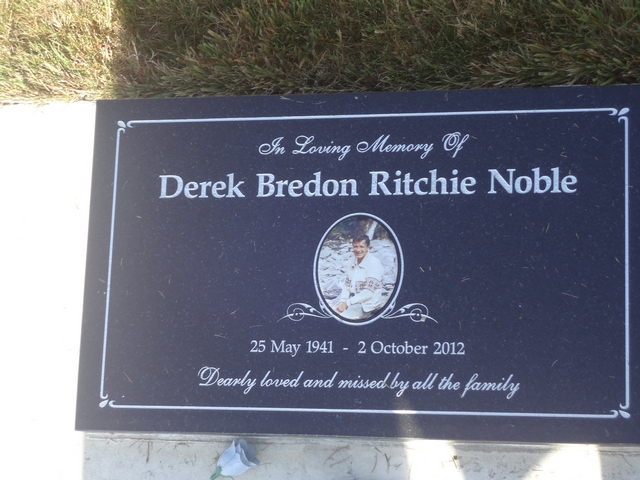 In Loving Memory Of
Derek Bredon Ritchie Noble
25 May 1941 - 2 October 2012
Dearly loved and missed by all the family